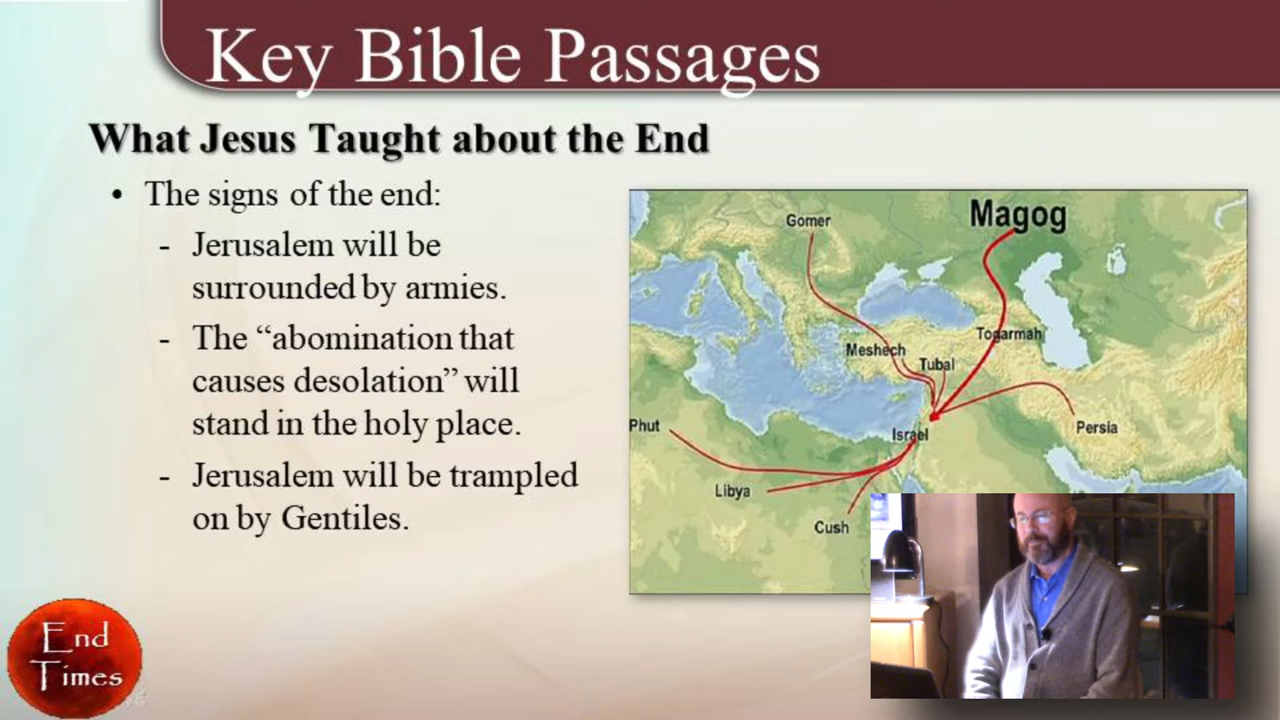 Key Bible Passages
What Jesus Taught about the End
• The signs of the end:
- Jerusalem will be
surrounded by armies.
- The “abomination that
causes desolation” will
stand in the holy place.
- Jerusalem will be trampled
on by Gentiles.
Gomer
Magog
Togarmah
Meshech
Tubal
Phut
Israel
Persia
Libya
Cush
End
Times